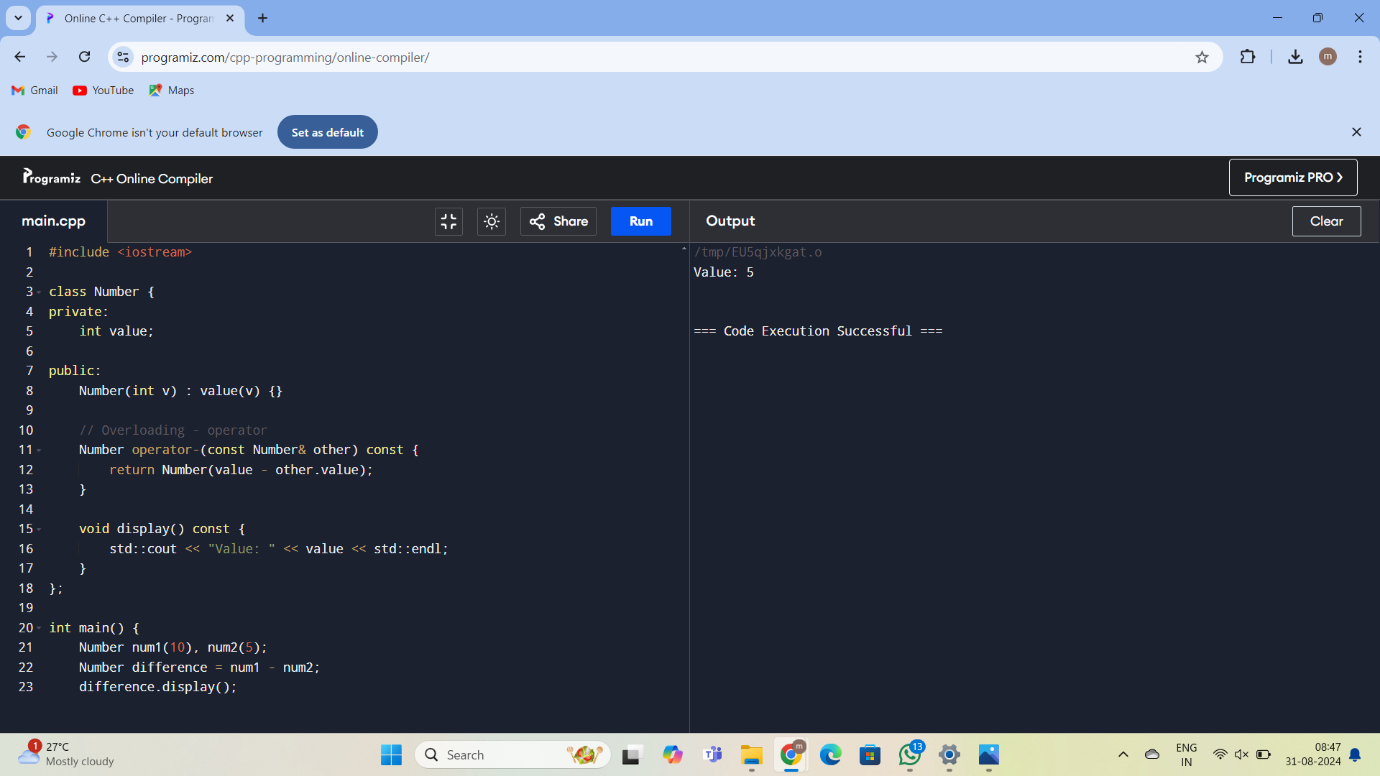 Online C++ Compiler - Program
programiz.com/cpp-programming/online-compiler/
m
Gmail YouTube Maps
Google Chrome isn't your default browser Set as default
Programiz C++ Online Compiler Programiz PRO >
main.cpp Share Run Output Clear
1 #include <iostream>
2
3 class Number {
4 private:
5     int value;
6
7 public:
8     Number(int v) : value(v) {}
9
10     // Overloading - operator
11     Number operator-(const Number& other) const {
12         return Number(value - other.value);
13     }
14
15     void display() const {
16         std::cout << "Value: " << value << std::endl;
17     }
18 };
19
20 int main() {
21     Number num1(10), num2(5);
22     Number difference = num1 - num2;
23     difference.display();
/tmp/EU5qjxkgat.o
Value: 5
=== Code Execution Successful ===
1
27°C
Mostly cloudy
Search
m
13
ENG
IN
08:47
31-08-2024